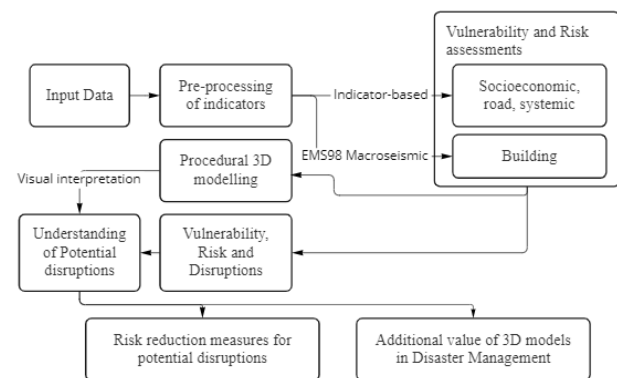 Vulnerability and Risk
assessments
Input Data
Pre-processing
of indicators
Indicator-based
Socioeconomic,
road, systemic
EMS98 Macroseismic
Building
Procedural 3D
modelling
Visual interpretation
Understanding
of Potential
disruptions
Vulnerability,
Risk and
Disruptions
Risk reduction measures for
potential disruptions
Additional value of 3D models
in Disaster Management